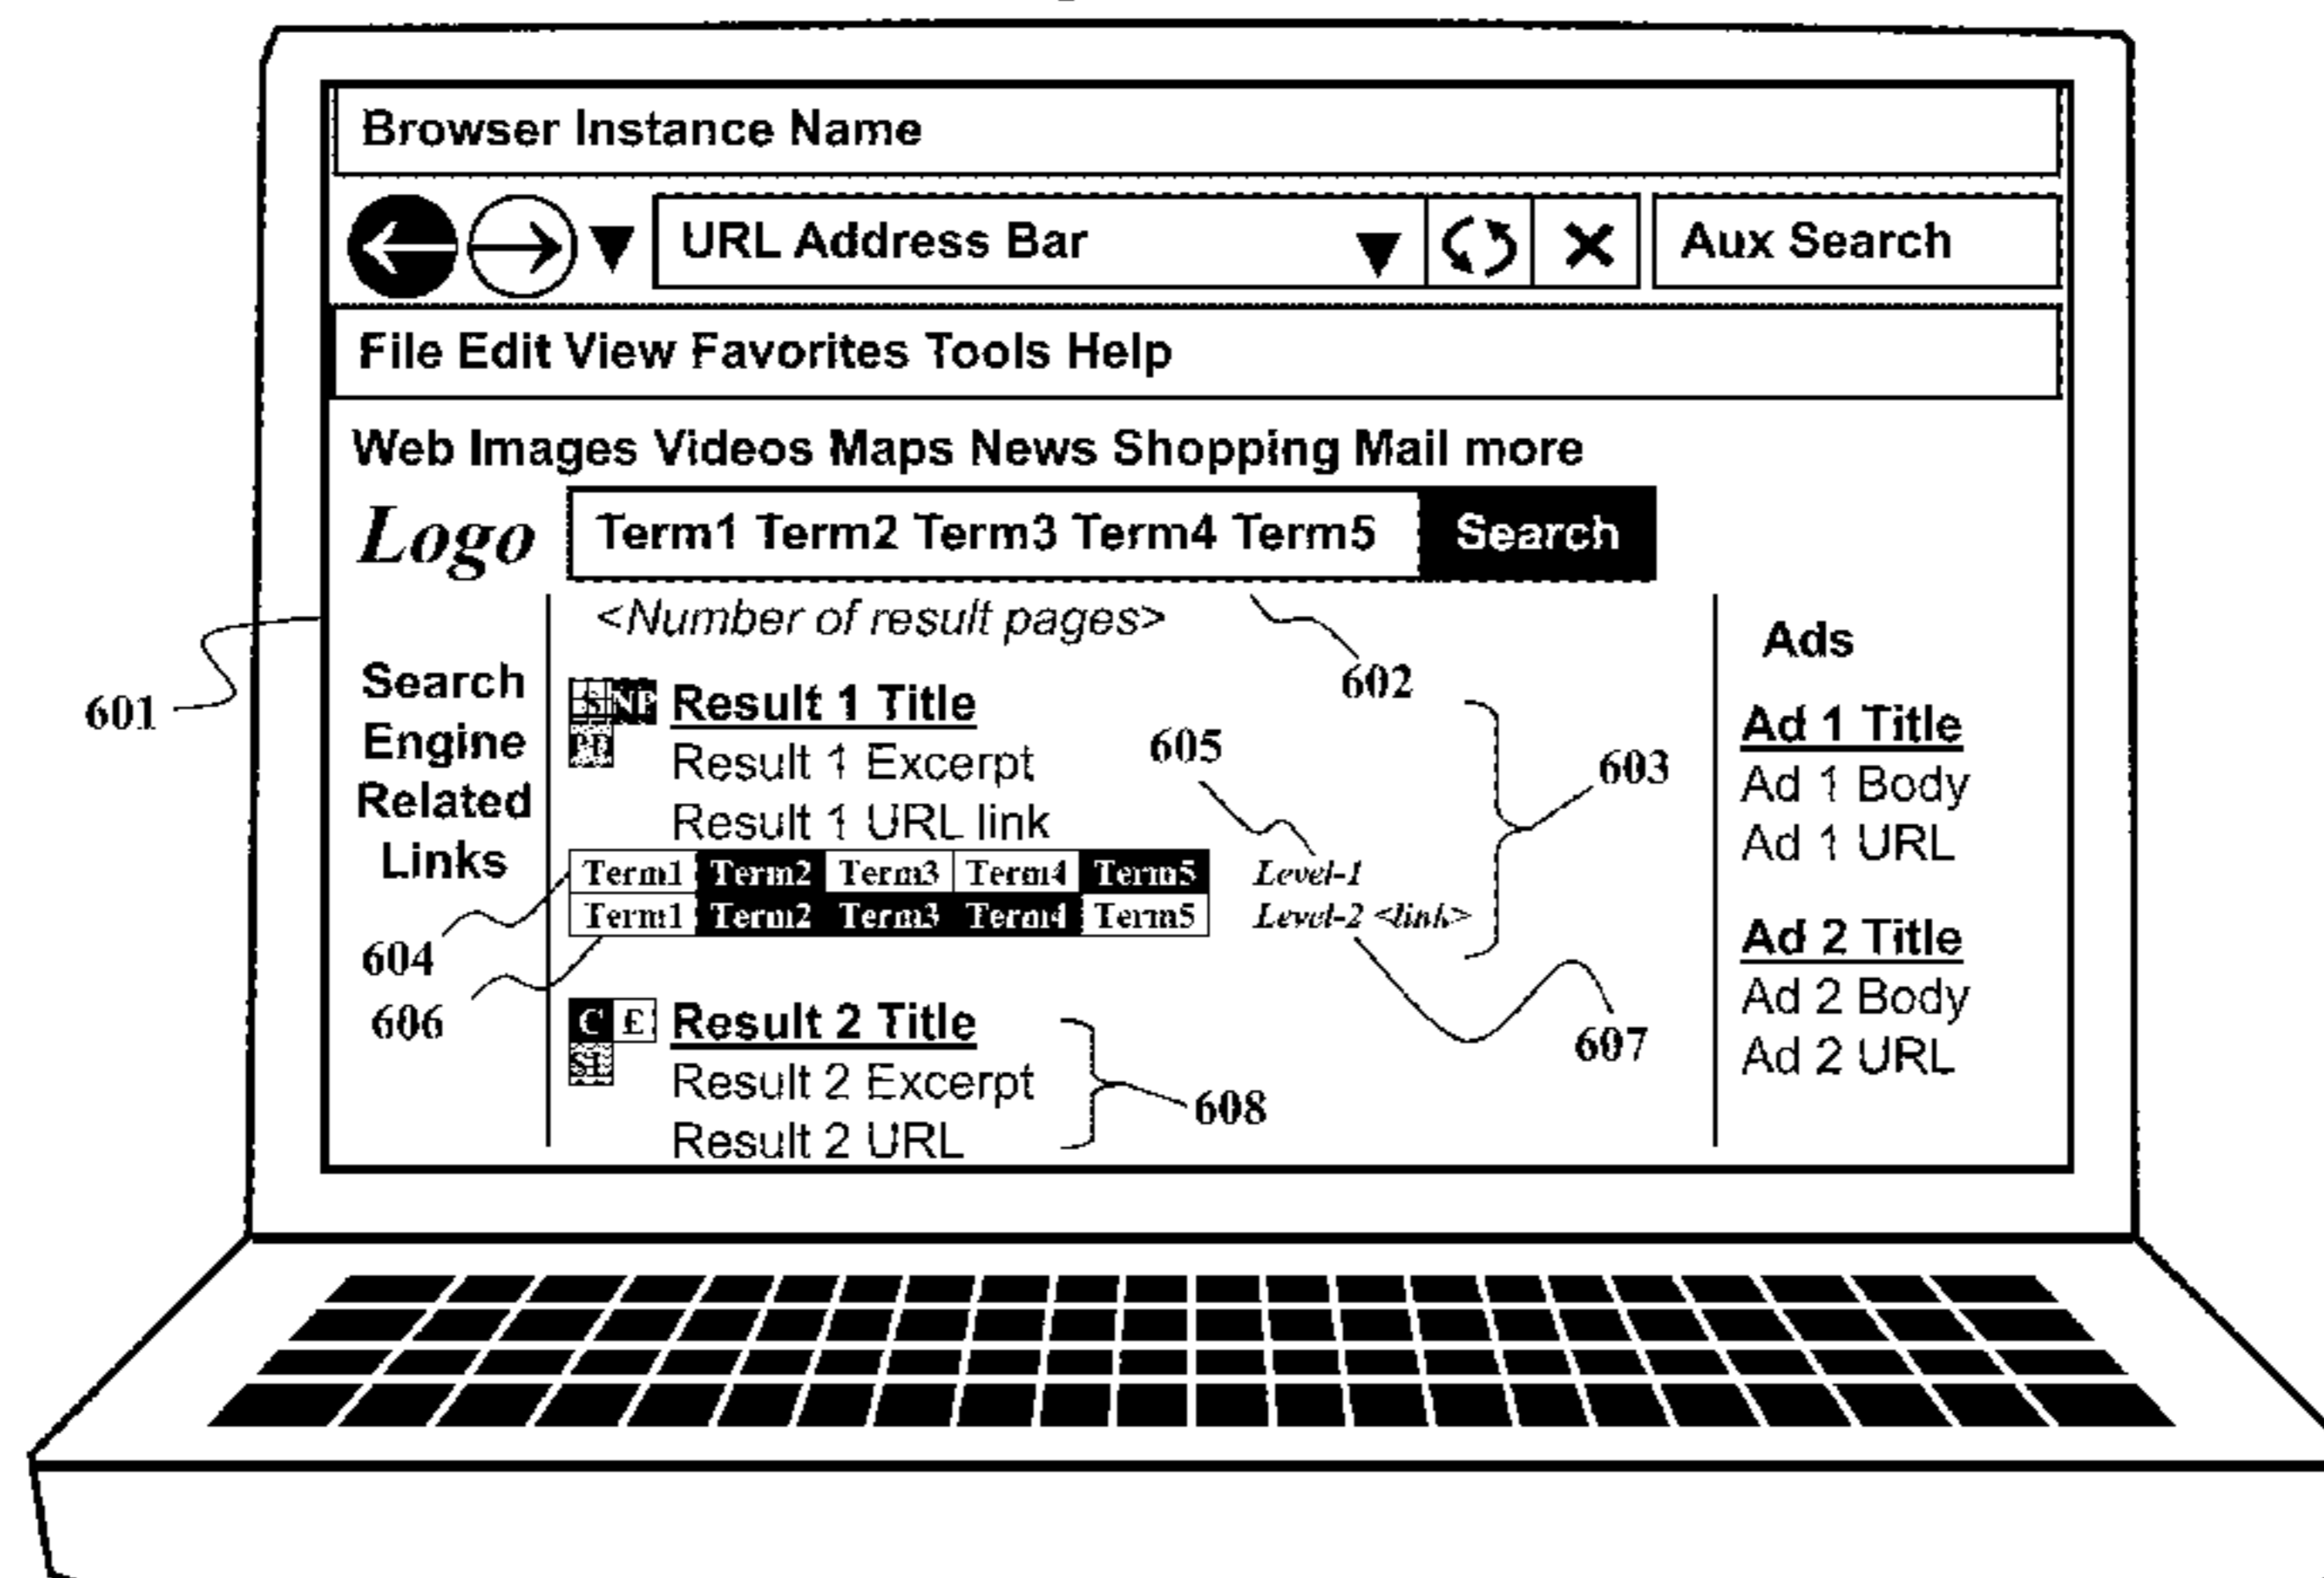 Browser Instance Name
URL Address Bar
Aux Search
File Edit View Favorites Tools Help
Web Images Videos Maps News Shopping Mail more
Logo
Term1 Term2 Term3 Term4 Term5
Search
<Number of result pages>
602
601
Search
Engine
Related
Links
S
Result 1 Title
Result 1 Excerpt
Result 1 URL link
605
603
Term1 Term2 Term3 Term4 Term5 Level-1
Term1 Term2 Term3 Term4 Term5 Level-2 <link>
604
606
607
C E Result 2 Title
Result 2 Excerpt
Result 2 URL
608
Ads
Ad 1 Title
Ad 1 Body
Ad 1 URL
Ad 2 Title
Ad 2 Body
Ad 2 URL